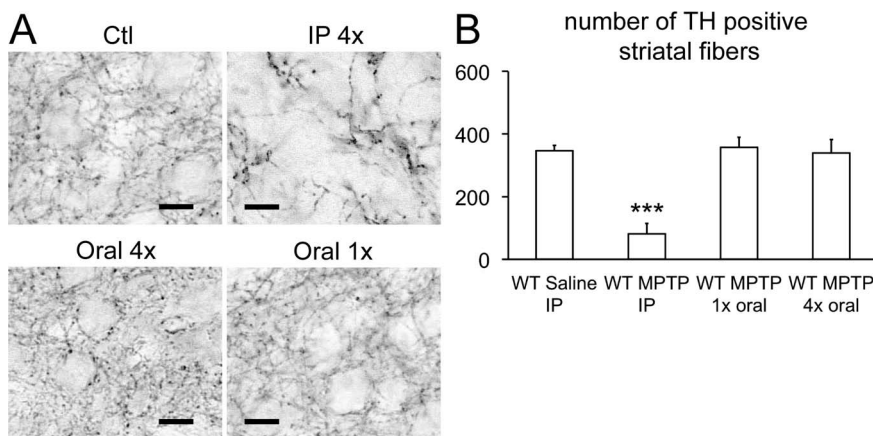 A
Ctl
IP 4x
Oral 4x
Oral 1x
B
number of TH positive
striatal fibers
600
400
200
0
***
WT Saline
IP
WT MPTP
IP
WT MPTP
1x oral
WT MPTP
4x oral